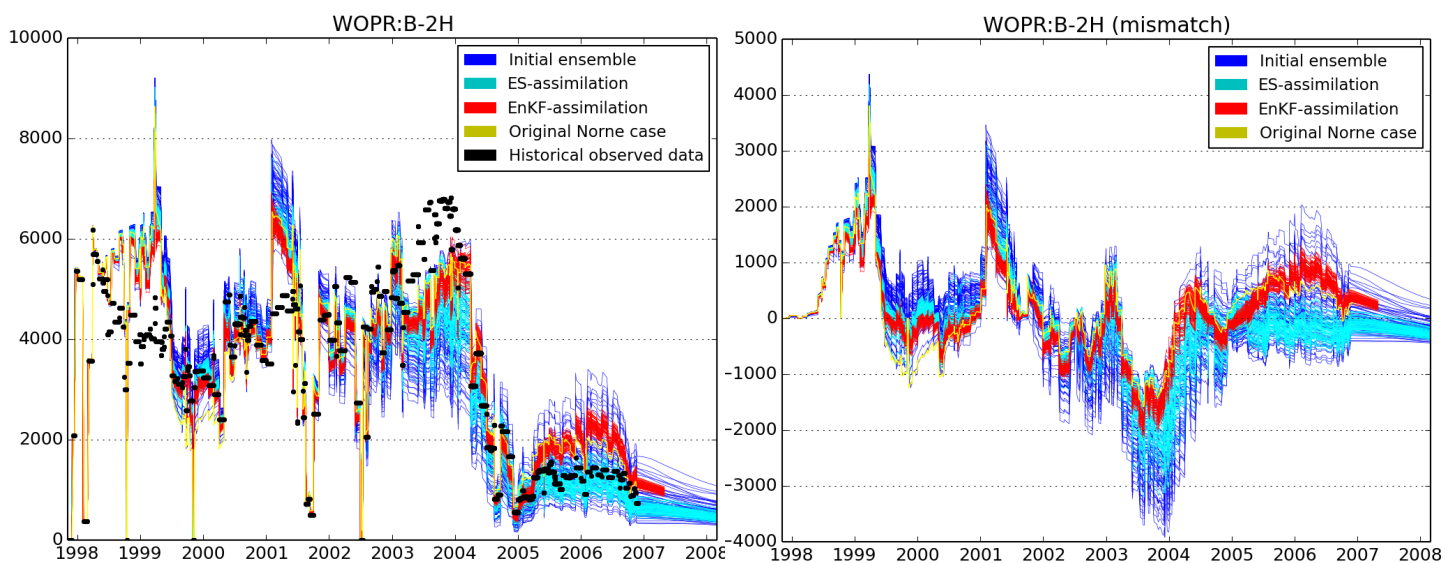 WOPR:B-2H
10000
8000
6000
4000
2000
0
Initial ensemble
ES-assimilation
EnKF-assimilation
Original Norne case
Historical observed data
1998 1999 2000 2001 2002 2003 2004 2005 2006 2007 2008
WOPR:B-2H (mismatch)
5000
4000
3000
2000
1000
0
−1000
−2000
−3000
−4000
Initial ensemble
ES-assimilation
EnKF-assimilation
Original Norne case
1998 1999 2000 2001 2002 2003 2004 2005 2006 2007 2008